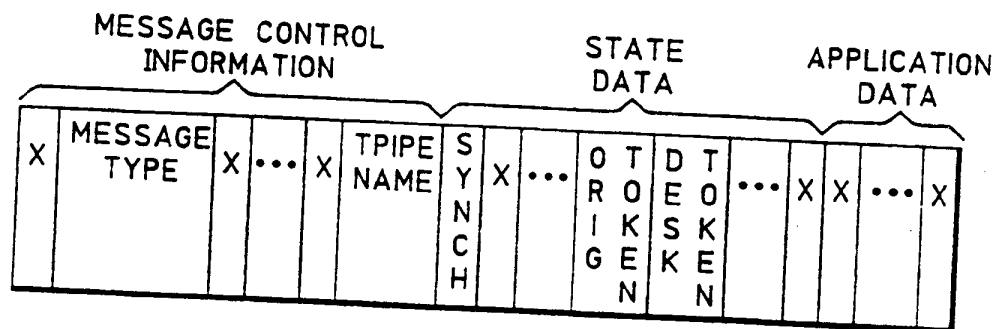 MESSAGE CONTROL
INFORMATION
STATE
DATA
APPLICATION
DATA
X
MESSAGE
TYPE
X
•••
X
TPIPE
NAME
SYNCH
X
•••
ORIG
TOKEN
DESK
TOKEN
•••
X
X
•••
X